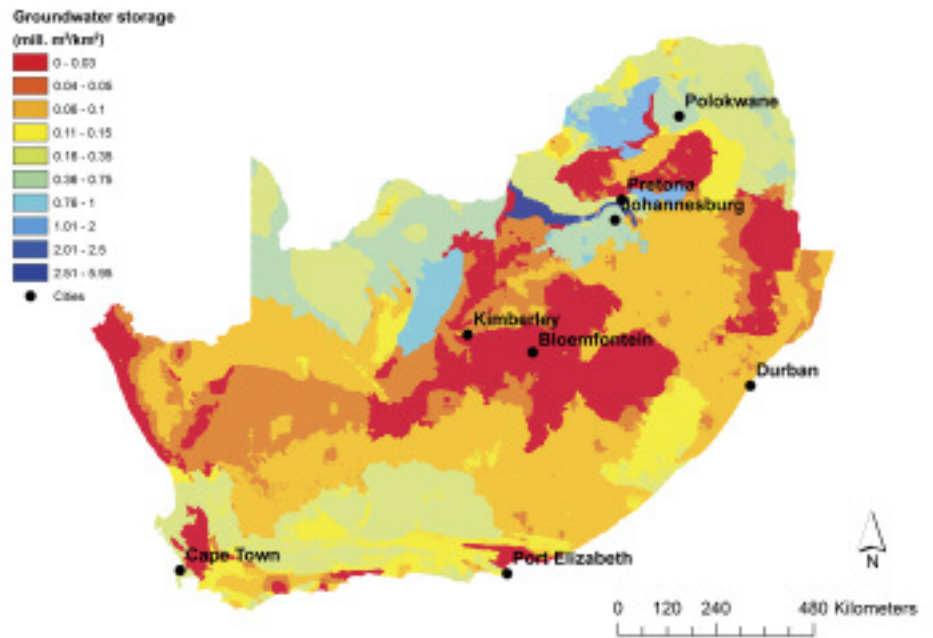 Groundwater storage
(mill. m³/km²)
0 - 0.03
0.04 - 0.05
0.06 - 0.1
0.11 - 0.15
0.16 - 0.35
0.36 - 0.75
0.76 - 1
1.01 - 2
2.01 - 2.5
2.51 - 5.95
Cities
Polokwane
Pretoria
Johannesburg
Kimberley
Bloemfontein
Durban
Cape Town
Port Elizabeth
N
0 120 240 480 Kilometers